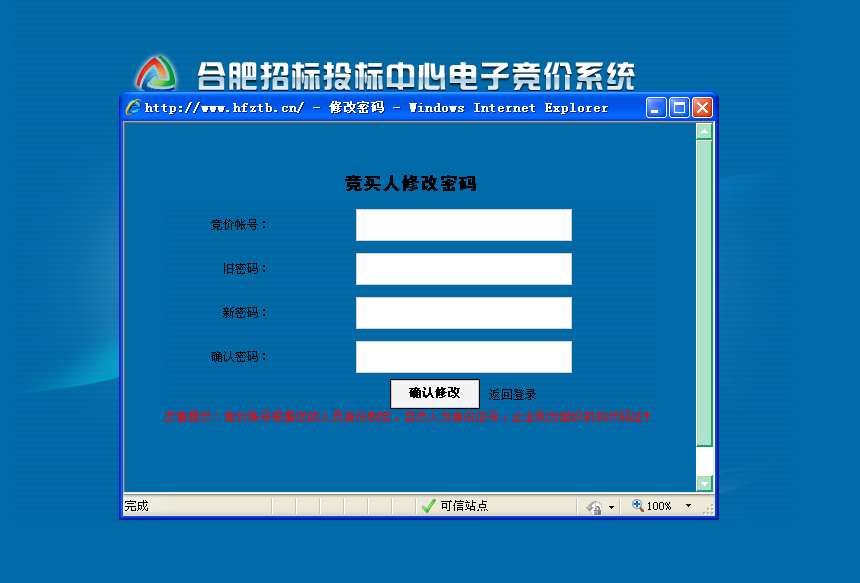 合肥招标投标中心电子竞价系统
http://www.hfztb.cn/ - 修改密码 - Windows Internet Explorer
竞买人修改密码
竞价帐号：
旧密码：
新密码：
确认密码：
确认修改 返回登录
完成 可信站点 100%